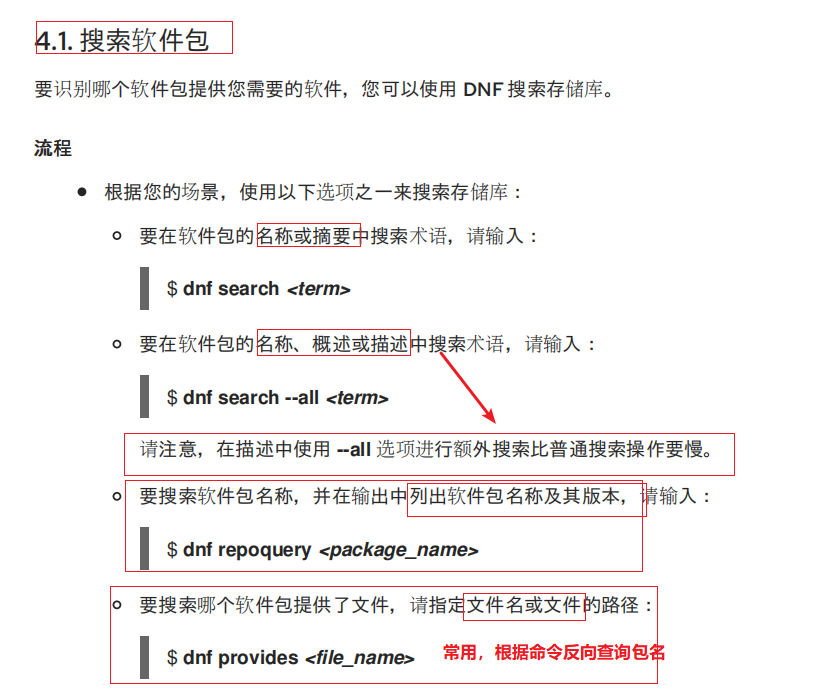 4.1. 搜索软件包
要识别哪个软件包提供您需要的软件，您可以使用 DNF 搜索存储库。
流程
根据您的场景，使用以下选项之一来搜索存储库：
要在软件包的名称或摘要中搜索术语，请输入：
$ dnf search <term>
要在软件包的名称、概述或描述中搜索术语，请输入：
$ dnf search --all <term>
请注意，在描述中使用 --all 选项进行额外搜索比普通搜索操作要慢。
要搜索软件包名称，并在输出中列出软件包名称及其版本，请输入：
$ dnf repoquery <package_name>
要搜索哪个软件包提供了文件，请指定文件名或文件的路径：
$ dnf provides <file_name> 常用，根据命令反向查询包名